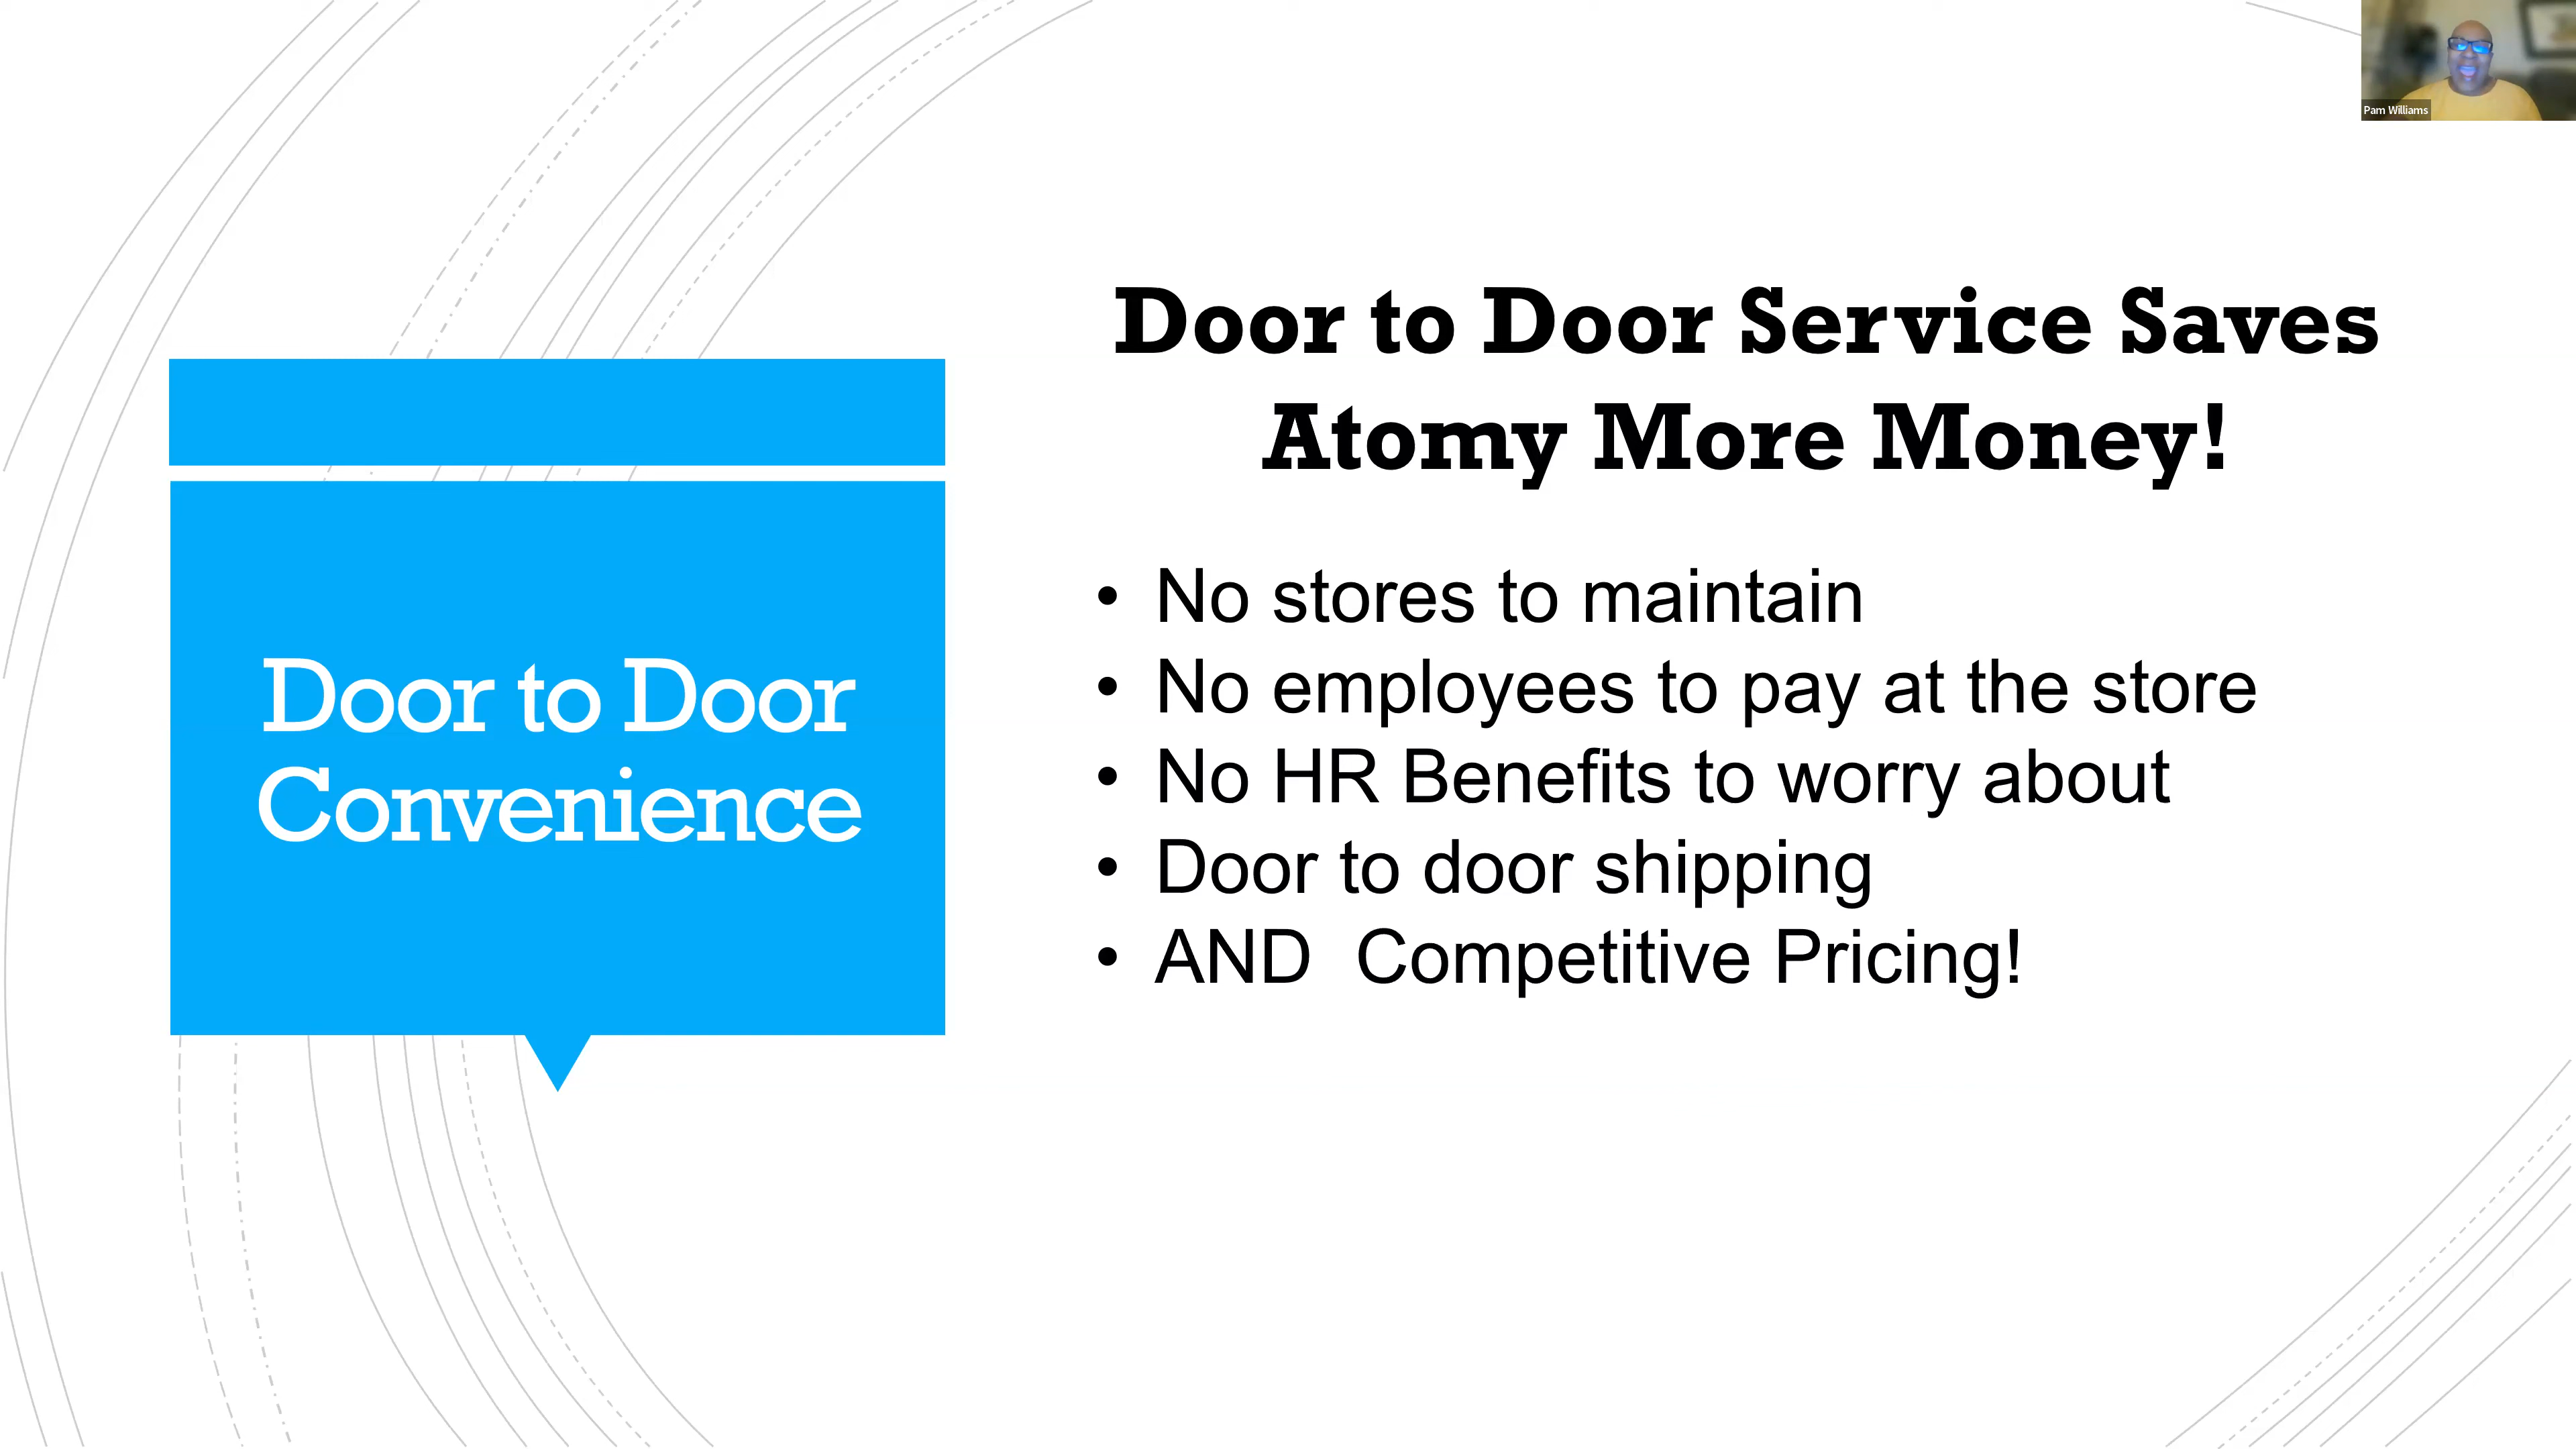 Pam Williams
Door to Door Service Saves
Atomy More Money!
Door to Door
Convenience
• No stores to maintain
• No employees to pay at the store
• No HR Benefits to worry about
• Door to door shipping
• AND  Competitive Pricing!